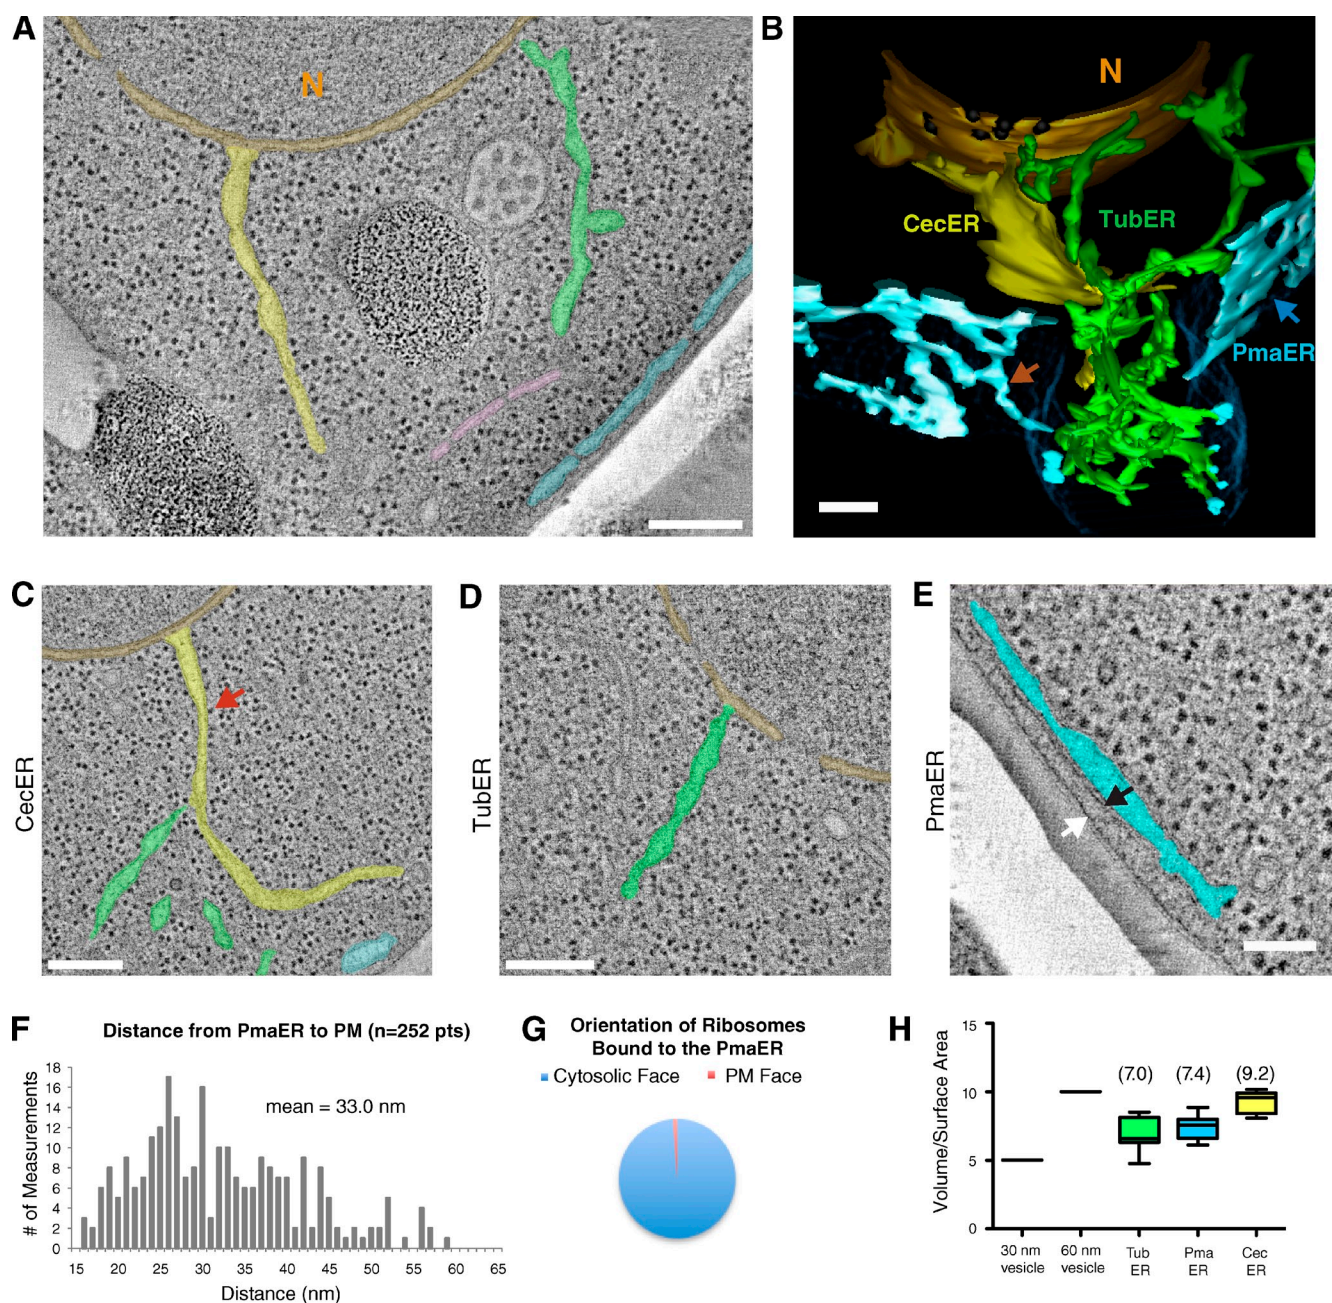 A
N
B
N
CecER
TubER
PmaER
C
CecER
D
TubER
E
PmaER
F
Distance from PmaER to PM (n=252 pts)
mean = 33.0 nm
# of Measurements
18
16
14
12
10
8
6
4
2
0
15 20 25 30 35 40 45 50 55 60 65
Distance (nm)
G
Orientation of Ribosomes
Bound to the PmaER
Cytosolic Face PM Face
H
Volume/Surface Area
15
10
5
0
(7.0) (7.4) (9.2)
30 nm 60 nm Tub Pma Cec
vesicle vesicle ER ER ER